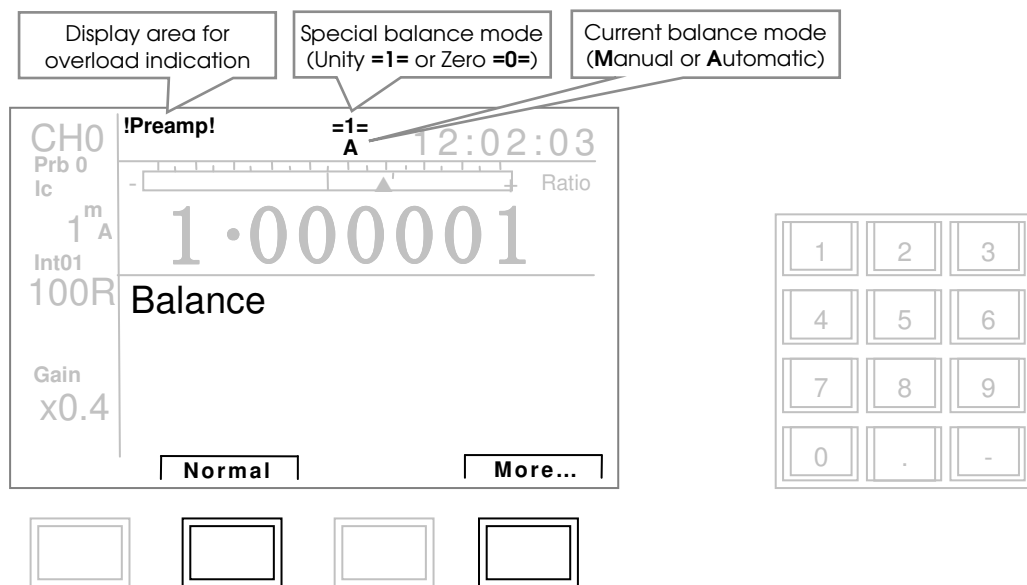 Display area for
overload indication
Special balance mode
(Unity =1= or Zero =0=)
Current balance mode
(Manual or Automatic)
CH0
!Preamp!
=1=
A
12:02:03
Prb 0
Ic
-
+
Ratio
1 mA
1·000001
Int01
100R
Balance
Gain
x0.4
Normal
More...
1 2 3
4 5 6
7 8 9
0 . -